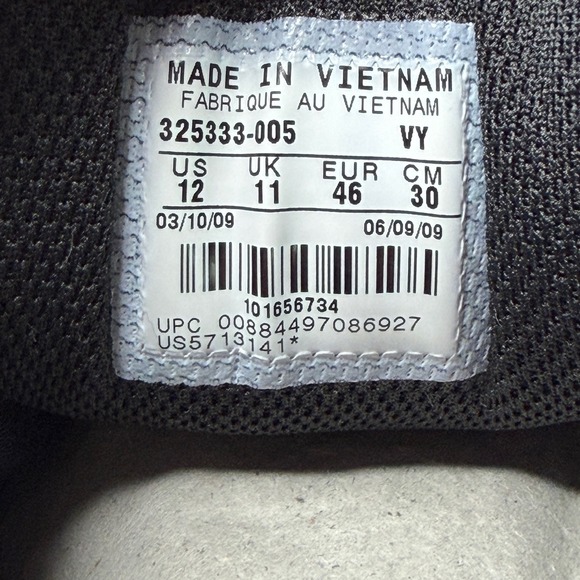 MADE IN VIETNAM
FABRIQUE AU VIETNAM
325333-005 VY
US UK EUR CM
12 11 46 30
03/10/09 06/09/09
101656734
UPC 00884497086927
US5713141*